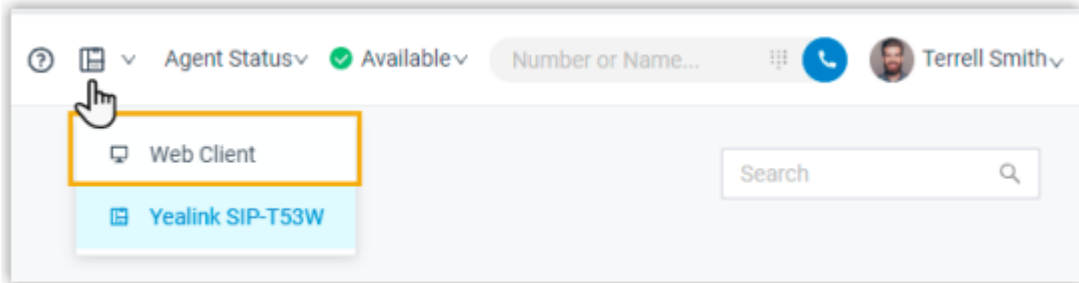 Agent Status Available Number or Name... Terrell Smith
Web Client
Search
Yealink SIP-T53W